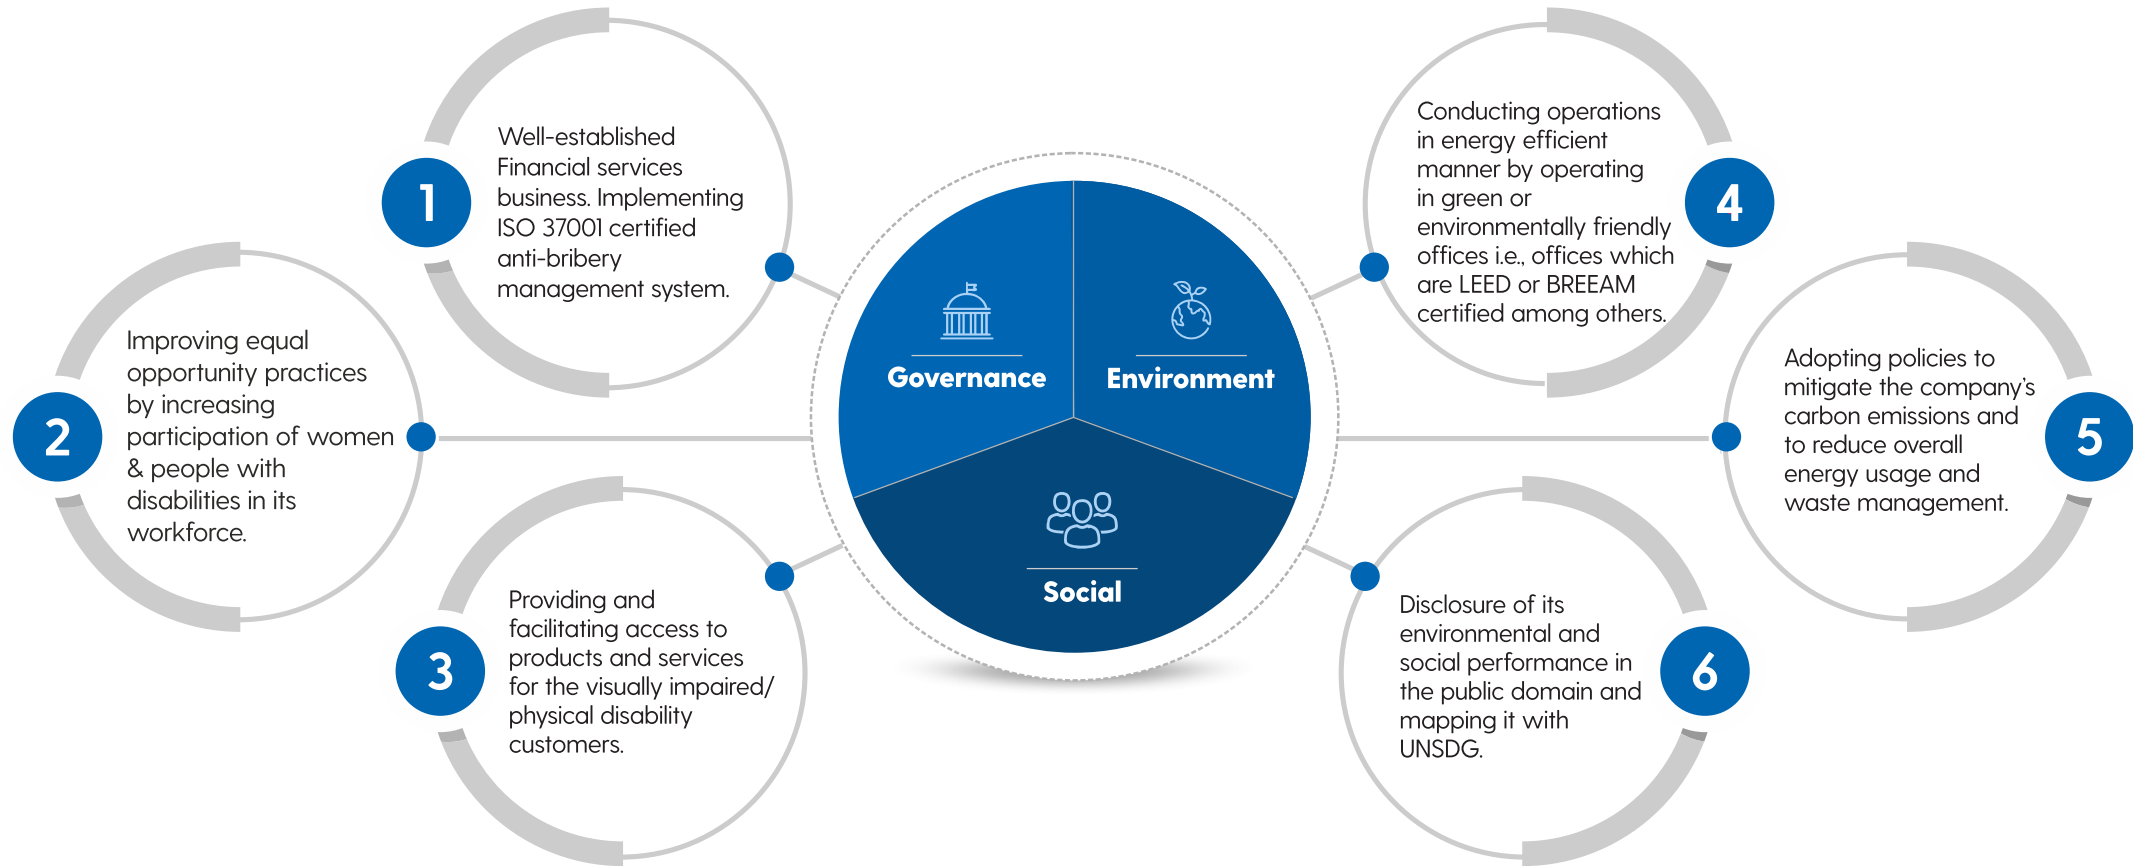 1
Well-established
Financial services
business. Implementing
ISO 37001 certified
anti-bribery
management system.
2
Improving equal
opportunity practices
by increasing
participation of women
& people with
disabilities in its
workforce.
3
Providing and
facilitating access to
products and services
for the visually impaired/
physical disability
customers.
Governance
Environment
Social
Conducting operations
in energy efficient
manner by operating
in green or
environmentally friendly
offices i.e., offices which
are LEED or BREEAM
certified among others.
4
Adopting policies to
mitigate the company’s
carbon emissions and
to reduce overall
energy usage and
waste management.
5
Disclosure of its
environmental and
social performance in
the public domain and
mapping it with
UNSDG.
6